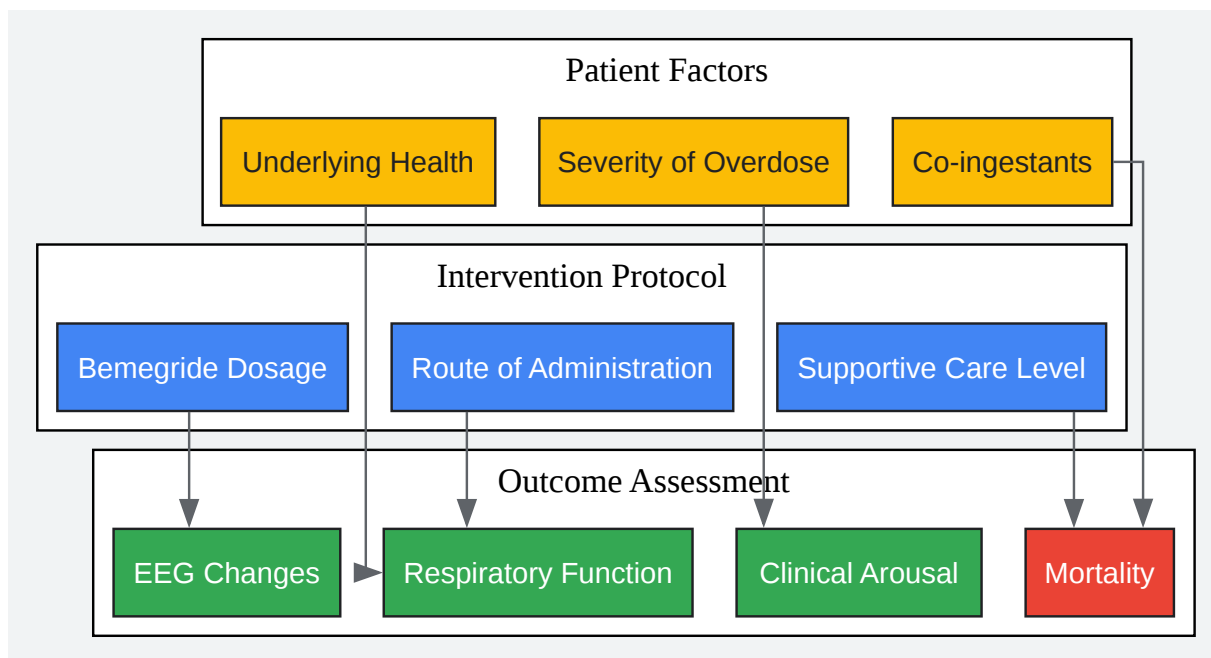 Patient Factors
Underlying Health
Severity of Overdose
Co-ingestants
Intervention Protocol
Bemegride Dosage
Route of Administration
Supportive Care Level
Outcome Assessment
EEG Changes
Respiratory Function
Clinical Arousal
Mortality